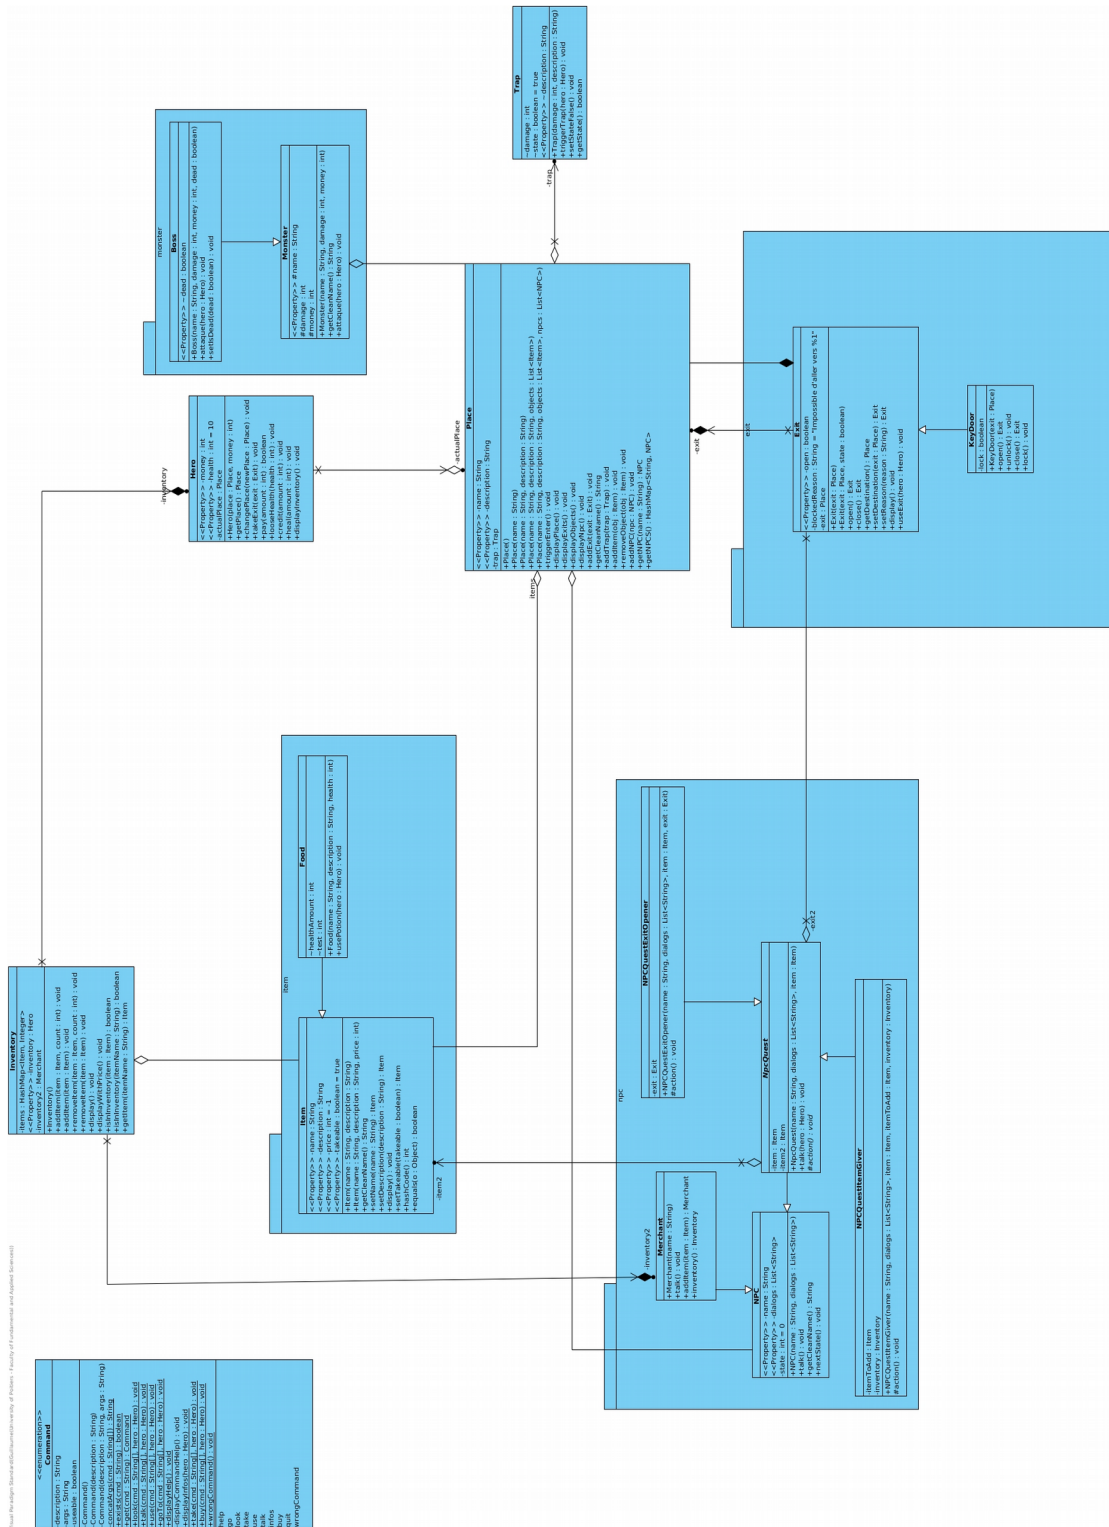 Trap
~damage : int
~state : boolean = true
<<Property>> ~description : String
+Trap(damage : int, description : String)
+triggerTrap(hero : Hero) : void
+setStateFalse() : void
+getState() : boolean
-trap
monster
Boss
<<Property>> ~dead : boolean
+Boss(name : String, damage : int, money : int, dead : boolean)
+attaque(hero : Hero) : void
+setIsDead(dead : boolean) : void
Monster
<<Property>> #name : String
#damage : int
#money : int
+Monster(name : String, damage : int, money : int)
+getCleanName() : String
+attaque(hero : Hero) : void
Hero
<<Property>> -money : int
<<Property>> -health : int = 10
-actualPlace : Place
+Hero(place : Place, money : int)
+getPlace() : Place
+changePlace(newPlace : Place) : void
+takeExit(exit : Exit) : void
+pay(amount : int) : boolean
+looseHealth(health : int) : void
+credit(amount : int) : void
+heal(amount : int) : void
+displayInventory() : void
-inventory
-actualPlace
Place
<<Property>> -name : String
<<Property>> -description : String
-trap : Trap
+Place()
+Place(name : String)
+Place(name : String, description : String)
+Place(name : String, description : String, objects : List<Item>)
+Place(name : String, description : String, objects : List<Item>, npcs : List<NPC>)
+triggerEnter() : void
+displayPlace() : void
+displayExits() : void
+displayObjects() : void
+displayNpc() : void
+addExit(exit : Exit) : void
+getCleanName() : String
+addTrap(trap : Trap) : void
+addItem(obj : Item) : void
+removeObject(obj : Item) : void
+addNPC(npc : NPC) : void
+getNPC(name : String) : NPC
+getNPCS() : HashMap<String, NPC>
items
-exit
exit
Exit
<<Property>> -open : boolean
-blockedReason : String = "Impossible d'aller vers %1"
-exit : Place
+Exit(exit : Place)
+Exit(exit : Place, state : boolean)
+open() : Exit
+close() : Exit
+getDestination() : Place
+setDestination(exit : Place) : Exit
+setReason(reason : String) : Exit
+display() : void
+useExit(hero : Hero) : void
KeyDoor
-lock : boolean
+KeyDoor(exit : Place)
+open() : Exit
+unlock() : void
+close() : Exit
+lock() : void
Inventory
-items : HashMap<Item, Integer>
<<Property>> -inventory : Hero
-inventory2 : Merchant
+Inventory()
+addItem(item : Item, count : int) : void
+addItem(item : Item) : void
+removeItem(item : Item, count : int) : void
+removeItem(item : Item) : void
+display() : void
+displayWithPrice() : void
+isInInventory(item : Item) : boolean
+isInInventory(itemName : String) : boolean
+getItem(itemName : String) : Item
item
Food
~healthAmount : int
~test : int
+Food(name : String, description : String, health : int)
+usePotion(hero : Hero) : void
Item
<<Property>> -name : String
<<Property>> -description : String
<<Property>> -price : int = -1
<<Property>> -takeable : boolean = true
+Item(name : String, description : String)
+Item(name : String, description : String, price : int)
+getCleanName() : String
+setName(name : String) : Item
+setDescription(description : String) : Item
+display() : void
+setTakeable(takeable : boolean) : Item
+hashCode() : int
+equals(o : Object) : boolean
-item2
npc
NPCQuestExitOpener
-exit : Exit
+NPCQuestExitOpener(name : String, dialogs : List<String>, item : Item, exit : Exit)
#action() : void
-exit2
NpcQuest
-item : Item
-item2 : Item
+NpcQuest(name : String, dialogs : List<String>, item : Item)
+talk(hero : Hero) : void
#action() : void
NPCQuestItemGiver
-itemToAdd : Item
-inventory : Inventory
+NPCQuestItemGiver(name : String, dialogs : List<String>, item : Item, itemToAdd : Item, inventory : Inventory)
#action() : void
-inventory2
Merchant
+Merchant(name : String)
+talk() : void
+addItem(item : Item) : Merchant
+inventory() : Inventory
NPC
<<Property>> -name : String
<<Property>> -dialogs : List<String>
-state : int = 0
+NPC(name : String, dialogs : List<String>)
+talk() : void
+getCleanName() : String
+nextState() : void
<<enumeration>>
Command
-description : String
-args : String
-useable : boolean
-Command()
-Command(description : String)
-Command(description : String, args : String)
-concatArgs(cmd : String[]) : String
+exists(cmd : String) : boolean
+get(cmd : String) : Command
+look(cmd : String[], hero : Hero) : void
+talk(cmd : String[], hero : Hero) : void
+use(cmd : String[], hero : Hero) : void
+goTo(cmd : String[], hero : Hero) : void
+displayHelp() : void
-displayCommandHelp() : void
+displayInfos(hero : Hero) : void
+take(cmd : String[], hero : Hero) : void
+buy(cmd : String[], hero : Hero) : void
+wrongCommand() : void
help
go
look
take
use
talk
infos
buy
quit
wrongCommand
Visual Paradigm Standard(Guillaume(University of Poitiers - Faculty of Fundamental and Applied Sciences))